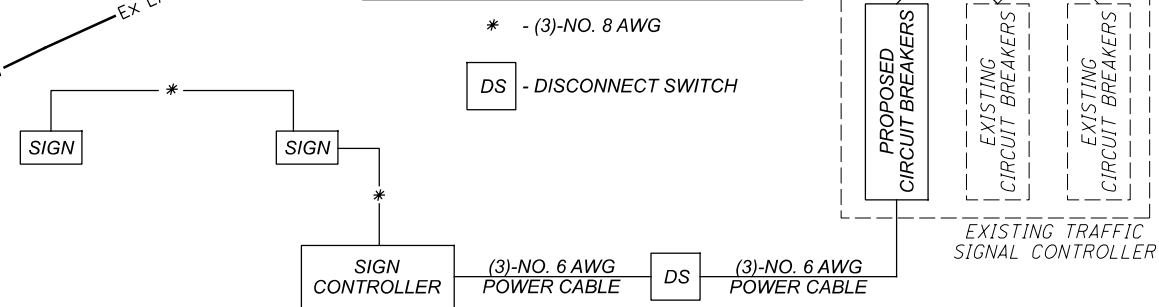 Ex
* - (3)-NO. 8 AWG
DS - DISCONNECT SWITCH
*
SIGN
SIGN
*
PROPOSED
CIRCUIT BREAKERS
EXISTING
CIRCUIT BREAKERS
EXISTING
CIRCUIT BREAKERS
EXISTING TRAFFIC
SIGNAL CONTROLLER
SIGN
CONTROLLER
(3)-NO. 6 AWG
POWER CABLE
DS
(3)-NO. 6 AWG
POWER CABLE